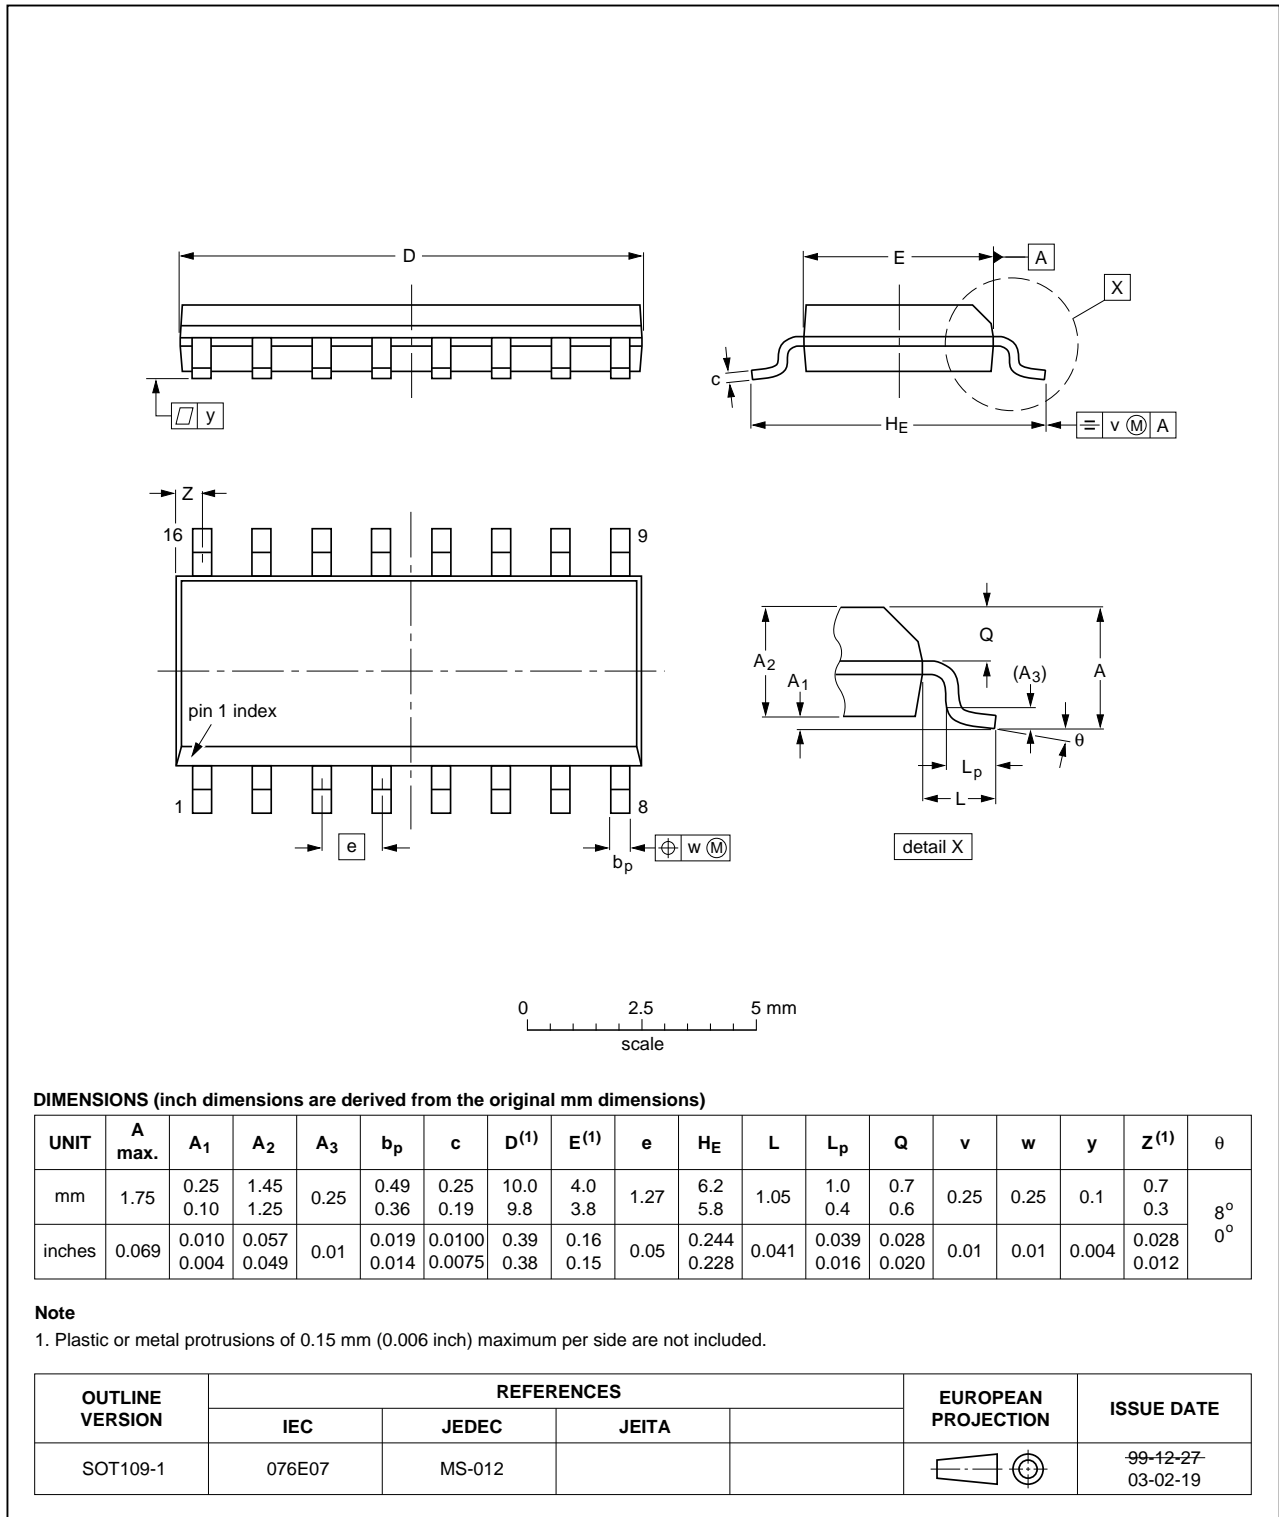 D
E
A
X
c
y
HE
v M A
Z
16
9
pin 1 index
1
8
e
bp
w M
A2
A1
Q
(A3)
A
θ
Lp
L
detail X
0 2.5 5 mm
scale
DIMENSIONS (inch dimensions are derived from the original mm dimensions)
UNIT A max. A1 A2 A3 bp c D(1) E(1) e HE L Lp Q v w y Z(1) θ
mm 1.75 0.25 0.10 1.45 1.25 0.25 0.49 0.36 0.25 0.19 10.0 9.8 4.0 3.8 1.27 6.2 5.8 1.05 1.0 0.4 0.7 0.6 0.25 0.25 0.1 0.7 0.3 8° 0°
inches 0.069 0.010 0.004 0.057 0.049 0.01 0.019 0.014 0.0100 0.0075 0.39 0.38 0.16 0.15 0.05 0.244 0.228 0.041 0.039 0.016 0.028 0.020 0.01 0.01 0.004 0.028 0.012
Note
1. Plastic or metal protrusions of 0.15 mm (0.006 inch) maximum per side are not included.
OUTLINE VERSION REFERENCES EUROPEAN PROJECTION ISSUE DATE
IEC JEDEC JEITA
SOT109-1 076E07 MS-012 99-12-27
03-02-19